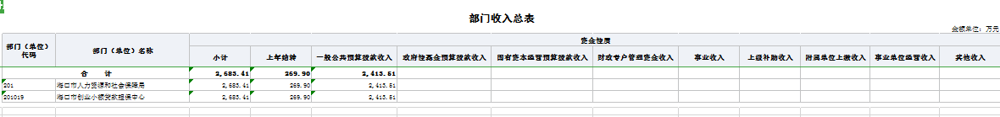 部门收入总表
金额单位：万元
部门（单位）代码 部门（单位）名称 资金性质
小计 上年结转 一般公共预算拨款收入 政府性基金预算拨款收入 国有资本经营预算拨款收入 财政专户管理资金收入 事业收入 上级补助收入 附属单位上缴收入 事业单位经营收入 其他收入
合 计 2,683.41 269.90 2,413.51
201 海口市人力资源和社会保障局 2,683.41 269.90 2,413.51
201019 海口市创业小额贷款担保中心 2,683.41 269.90 2,413.51